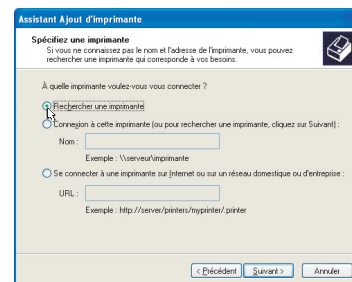 Assistant Ajout d'imprimante
Spécifiez une imprimante
Si vous ne connaissez pas le nom et l'adresse de l'imprimante, vous pouvez
rechercher une imprimante qui corresponde à vos besoins.
À quelle imprimante voulez-vous vous connecter ?
Rechercher une imprimante
Connexion à cette imprimante (ou pour rechercher une imprimante, cliquez sur Suivant) :
Nom :
Exemple : \\serveur\imprimante
Se connecter à une imprimante sur Internet ou sur un réseau domestique ou d'entreprise :
URL :
Exemple : http://server/printers/myprinter/.printer
< Précédent Suivant > Annuler